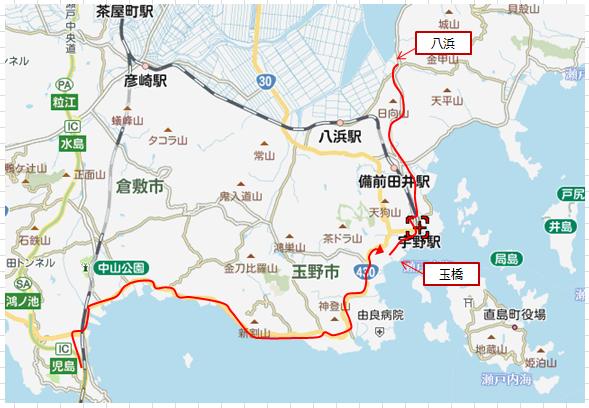 茶屋町駅
瀬戸中央道
城山
貝殻山
八浜
金甲山
彦崎駅
PA
粒江
30
日向山
天平山
蟻峰山
IC
水島
タコラ山
八浜駅
常山
鴨ヶ辻山
正面山
備前田井駅
倉敷市
鬼入道山
戸尻
天狗山
井島
石鉄山
鴻巣山
茶ドラ山
宇野駅
局島
田トンネル
中山公園
金刀比羅山
玉野市
430
玉橋
SA
鴻ノ池
神登山
由良病院
直島町役場
新割山
IC
児島
地蔵山
姫泊山
瀬戸内海